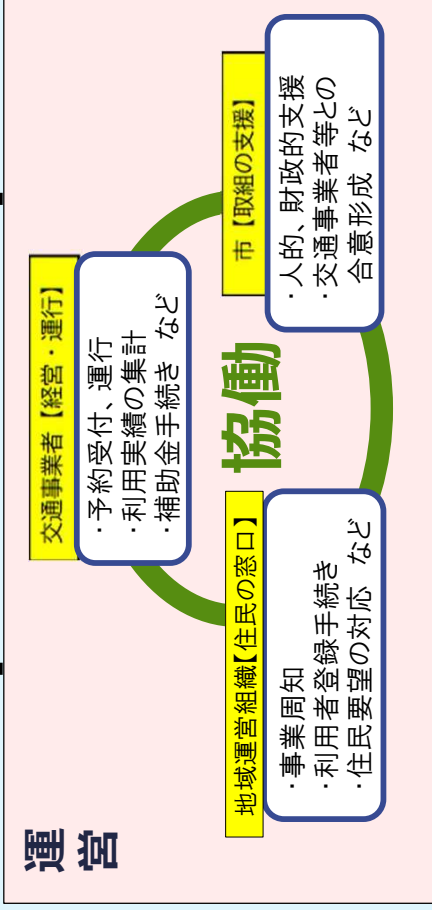 運営
交通事業者【経営・運行】
・予約受付、運行
・利用実績の集計
・補助金手続き など
協働
地域運営組織【住民の窓口】
・事業周知
・利用者登録手続き
・住民要望の対応 など
市【取組の支援】
・人的、財政的支援
・交通事業者等との
合意形成 など